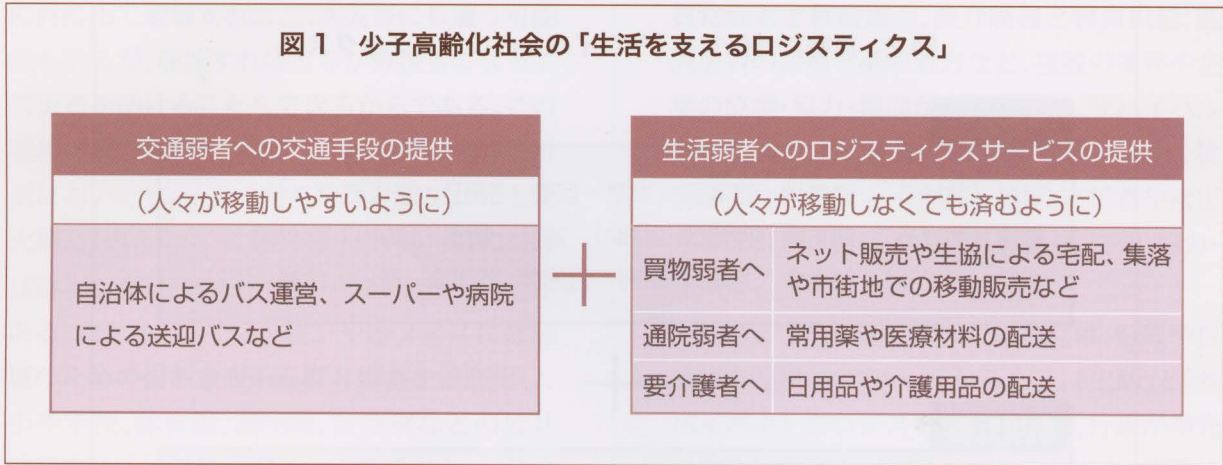 図1 少子高齢化社会の「生活を支えるロジスティクス」
交通弱者への交通手段の提供
（人々が移動しやすいように）
自治体によるバス運営、スーパーや病院
による送迎バスなど
＋
生活弱者へのロジスティクスサービスの提供
（人々が移動しなくても済むように）
買物弱者へ ネット販売や生協による宅配、集落
や市街地での移動販売など
通院弱者へ 常用薬や医療材料の配送
要介護者へ 日用品や介護用品の配送